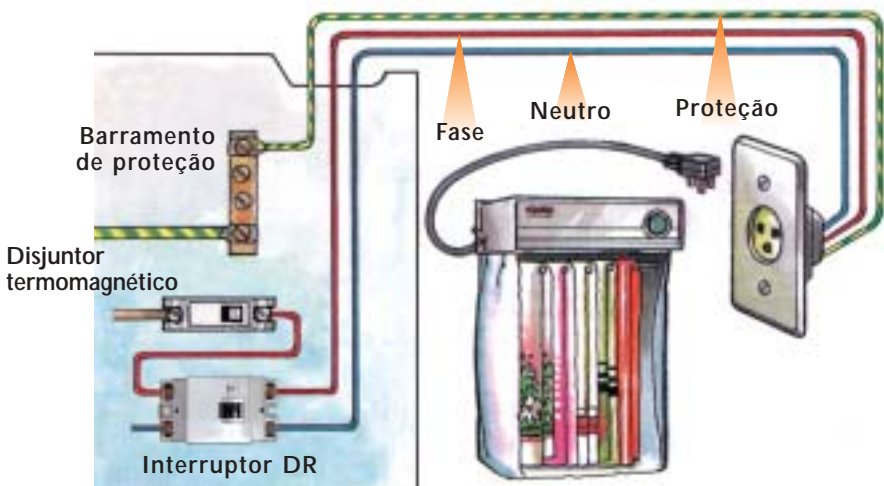 Fase
Neutro
Proteção
Barramento
de proteção
Disjuntor
termomagnético
Interruptor DR